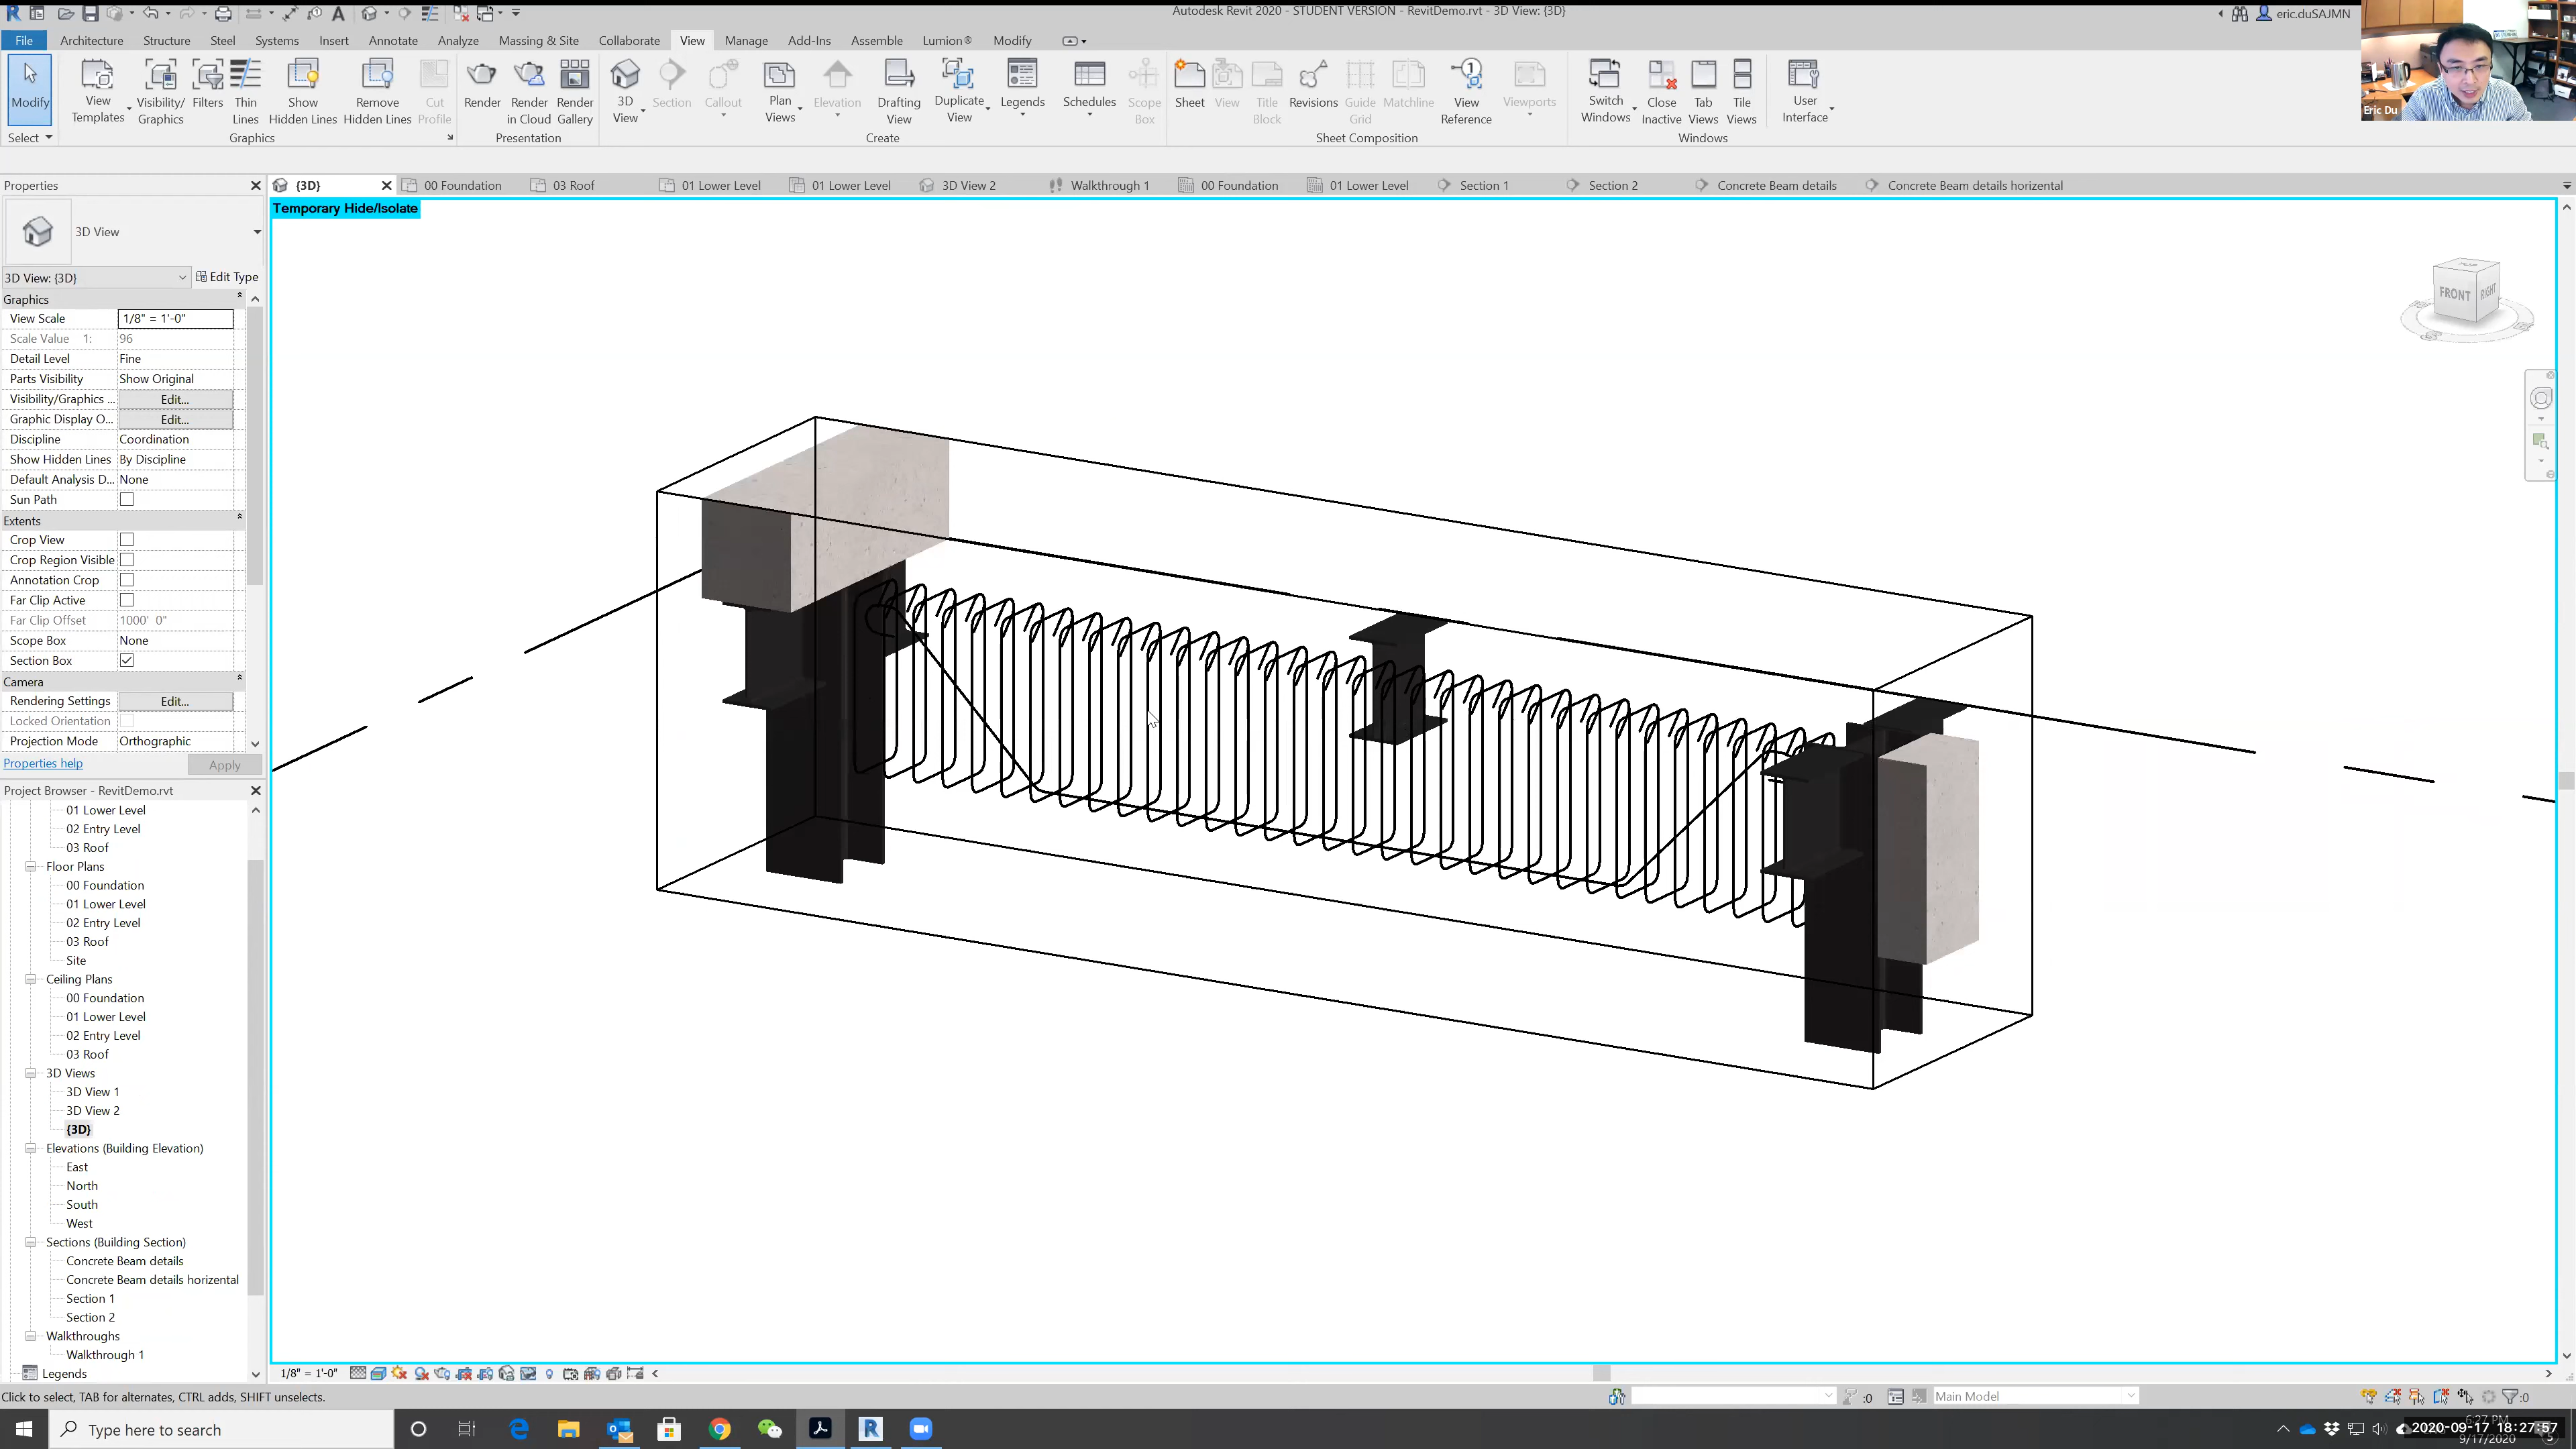 Autodesk Revit 2020 - STUDENT VERSION - RevitDemo.rvt - 3D View: {3D}
eric.duSAJMN
File Architecture Structure Steel Systems Insert Annotate Analyze Massing & Site Collaborate View Manage Add-Ins Assemble Lumion® Modify
Modify
View Templates
Visibility/ Graphics
Filters
Thin Lines
Show Hidden Lines
Remove Hidden Lines
Cut Profile
Render
Render in Cloud
Render Gallery
3D View
Section
Callout
Plan Views
Elevation
Drafting View
Duplicate View
Legends
Schedules
Scope Box
Sheet
View
Title Block
Revisions
Guide Grid
Matchline
View Reference
Viewports
Switch Windows
Close Inactive
Tab Views
Tile Views
User Interface
Eric Du
Select Graphics Presentation Create Sheet Composition Windows
Properties
{3D} 00 Foundation 03 Roof 01 Lower Level 01 Lower Level 3D View 2 Walkthrough 1 00 Foundation 01 Lower Level Section 1 Section 2 Concrete Beam details Concrete Beam details horizontal
Temporary Hide/Isolate
3D View
3D View: {3D} Edit Type
Graphics
View Scale 1/8" = 1'-0"
Scale Value 1: 96
Detail Level Fine
Parts Visibility Show Original
Visibility/Graphics ... Edit...
Graphic Display O... Edit...
Discipline Coordination
Show Hidden Lines By Discipline
Default Analysis D... None
Sun Path
Extents
Crop View
Crop Region Visible
Annotation Crop
Far Clip Active
Far Clip Offset 1000' 0"
Scope Box None
Section Box
Camera
Rendering Settings Edit...
Locked Orientation
Projection Mode Orthographic
Properties help Apply
FRONT RIGHT
Project Browser - RevitDemo.rvt
01 Lower Level
02 Entry Level
03 Roof
Floor Plans
00 Foundation
01 Lower Level
02 Entry Level
03 Roof
Site
Ceiling Plans
00 Foundation
01 Lower Level
02 Entry Level
03 Roof
3D Views
3D View 1
3D View 2
{3D}
Elevations (Building Elevation)
East
North
South
West
Sections (Building Section)
Concrete Beam details
Concrete Beam details horizental
Section 1
Section 2
Walkthroughs
Walkthrough 1
Legends
1/8" = 1'-0"
Click to select, TAB for alternates, CTRL adds, SHIFT unselects.
:0 Main Model :0
Type here to search
6:27 PM
2020-09-17 18:27:57
9/17/2020